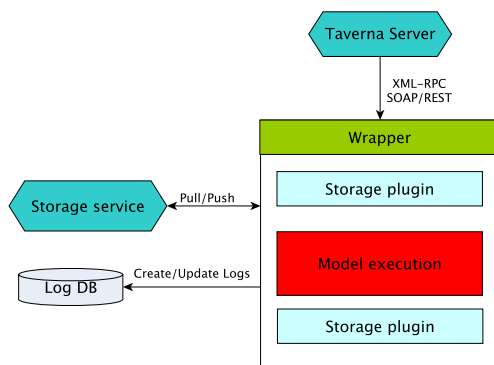 Taverna Server
XML-RPC
SOAP/REST
Wrapper
Storage plugin
Storage service
Pull/Push
Model execution
Create/Update Logs
Log DB
Storage plugin